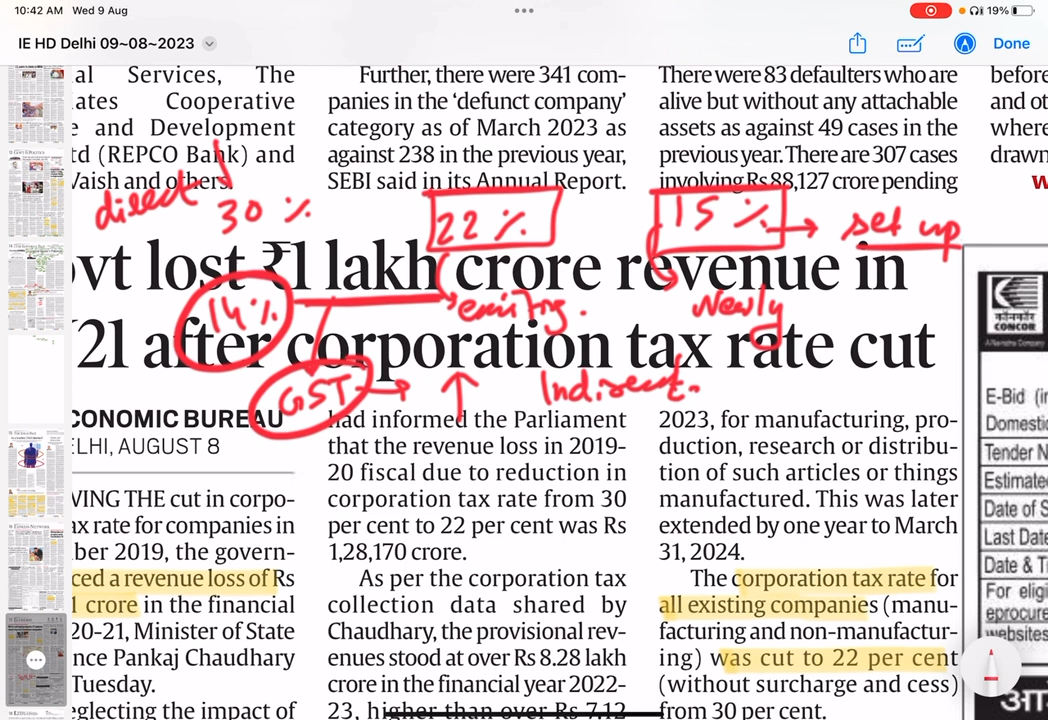 10:42 AM Wed 9 Aug
19%
IE HD Delhi 09~08~2023
Done
al Services, The
ates Cooperative
e and Development
td (REPCO Bank) and
Vaish and others.
Further, there were 341 com-
panies in the ‘defunct company’
category as of March 2023 as
against 238 in the previous year,
SEBI said in its Annual Report.
There were 83 defaulters who are
alive but without any attachable
assets as against 49 cases in the
previous year. There are 307 cases
involving Rs 88,127 crore pending
before
and ot
where
drawn
W
direct
30 %
22 %
15 % → set up
vt lost ₹1 lakh crore revenue in
14 %
existing.
Newly
21 after corporation tax rate cut
GST
Indirect.
CONOMIC BUREAU
ELHI, AUGUST 8
VING THE cut in corpo-
ax rate for companies in
ber 2019, the govern-
ced a revenue loss of Rs
1 crore in the financial
20-21, Minister of State
nce Pankaj Chaudhary
Tuesday.
eglecting the impact of
had informed the Parliament
that the revenue loss in 2019-
20 fiscal due to reduction in
corporation tax rate from 30
per cent to 22 per cent was Rs
1,28,170 crore.
As per the corporation tax
collection data shared by
Chaudhary, the provisional rev-
enues stood at over Rs 8.28 lakh
crore in the financial year 2022-
23, higher than over Rs 7.12
2023, for manufacturing, pro-
duction, research or distribu-
tion of such articles or things
manufactured. This was later
extended by one year to March
31, 2024.
The corporation tax rate for
all existing companies (manu-
facturing and non-manufactur-
ing) was cut to 22 per cent
(without surcharge and cess)
from 30 per cent.
कॉनकॉर
CONCOR
E-Bid (in
Domestic
Tender N
Estimated
Date of S
Last Date
Date & Ti
For eligi
eprocure
websites